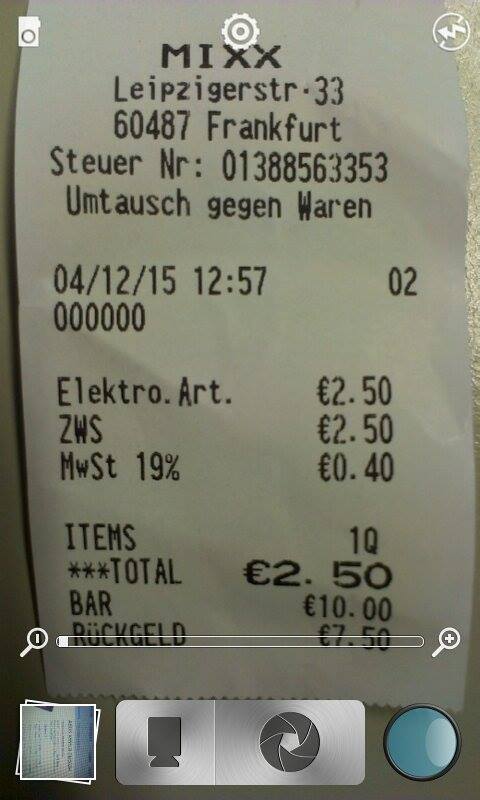 MIXX
Leipzigerstr.33
60487 Frankfurt
Steuer Nr: 01388563353
Umtausch gegen Waren
04/12/15 12:57 02
000000
Elektro.Art. €2.50
ZWS €2.50
MwSt 19% €0.40
ITEMS 1Q
***TOTAL €2.50
BAR €10.00
RÜCKGELD €7.50